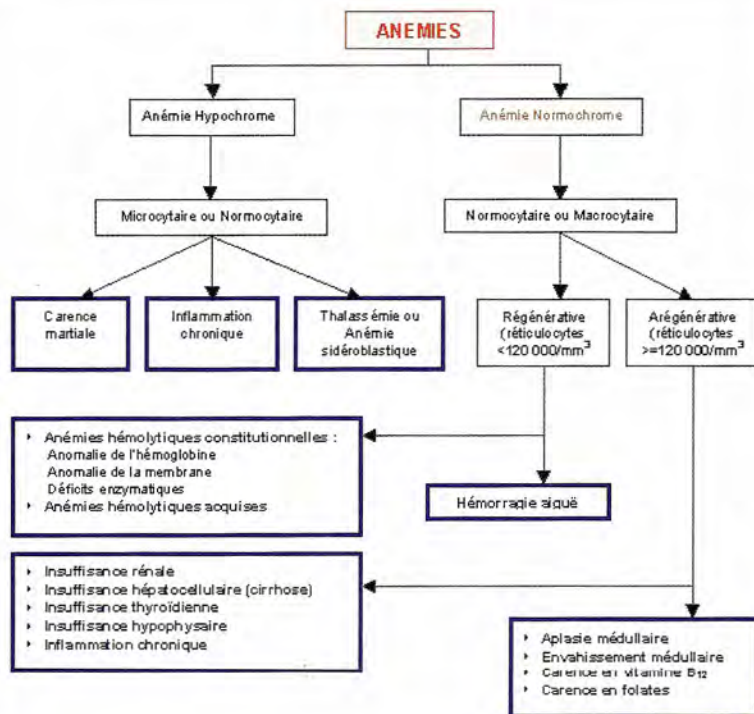 ANEMIES
Anémie Hypochrome
Anémie Normochrome
Microcytaire ou Normocytaire
Normocytaire ou Macrocytaire
Carence
martiale
Inflammation
chronique
Thalassémie ou
Anémie
sidéroblastique
Régénérative
(réticulocytes
<120 000/mm³
Arégénérative
(réticulocytes
>=120 000/mm³
‣ Anémies hémolytiques constitutionnelles :
Anomalie de l'hémoglobine
Anomalie de la membrane
Déficits enzymatiques
‣ Anémies hémolytiques acquises
Hémorragie aiguë
‣ Insuffisance rénale
‣ Insuffisance hépatocellulaire (cirrhose)
‣ Insuffisance thyroïdienne
‣ Insuffisance hypophysaire
‣ Inflammation chronique
‣ Aplasie médullaire
‣ Envahissement médullaire
‣ Carence en vitamine B₁₂
‣ Carence en folates